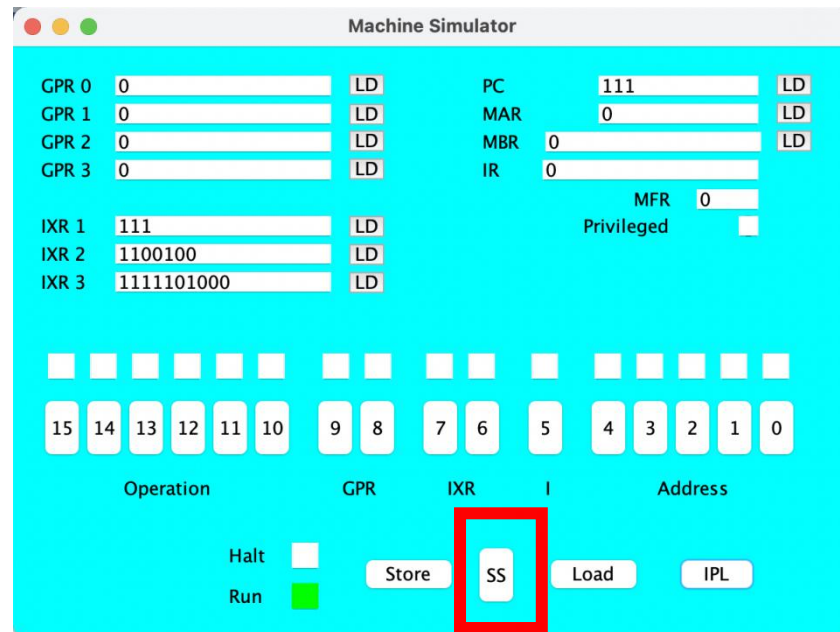 Machine Simulator
GPR 0 0 LD PC 111 LD
GPR 1 0 LD MAR 0 LD
GPR 2 0 LD MBR 0 LD
GPR 3 0 LD IR 0
MFR 0
IXR 1 111 LD Privileged
IXR 2 1100100 LD
IXR 3 1111101000 LD
15 14 13 12 11 10 9 8 7 6 5 4 3 2 1 0
Operation GPR IXR I Address
Halt
Store SS Load IPL
Run